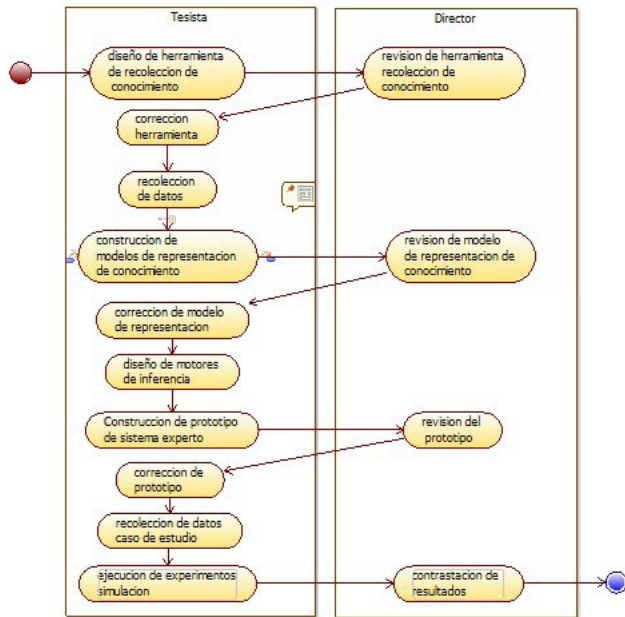 Tesista
Director
diseño de herramienta
de recoleccion de
conocimiento
revision de herramienta
recoleccion de
conocimiento
correccion
herramienta
recoleccion
de datos
construccion de
modelos de representacion
de conocimiento
revision de modelo
de representacion de
conocimiento
correccion de modelo
de representacion
diseño de motores
de inferencia
Construccion de prototipo
de sistema experto
revision del
prototipo
correccion de
prototipo
recoleccion de datos
caso de estudio
ejecucion de experimentos
simulacion
contrastacion de
resultados